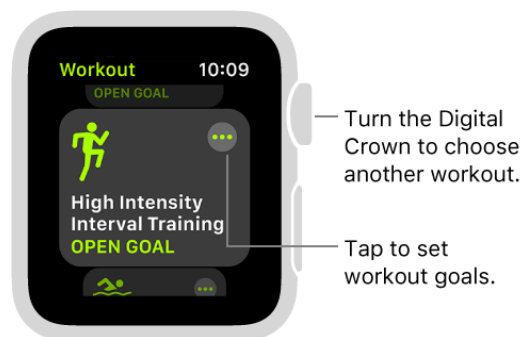 Workout 10:09
OPEN GOAL
High Intensity
Interval Training
OPEN GOAL
Turn the Digital
Crown to choose
another workout.
Tap to set
workout goals.